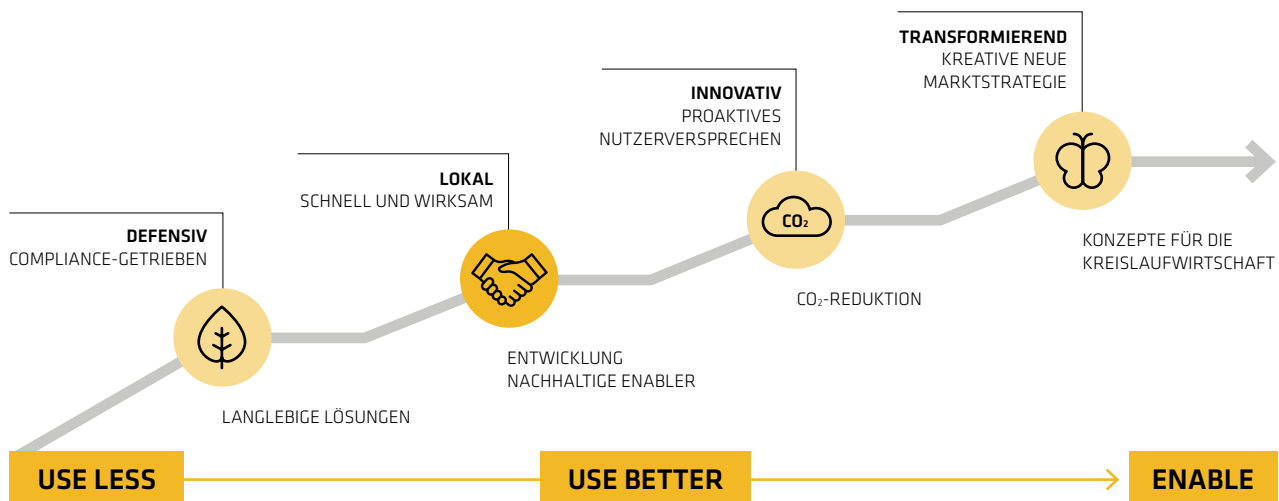 DEFENSIV
COMPLIANCE-GETRIEBEN
LANGLEBIGE LÖSUNGEN
LOKAL
SCHNELL UND WIRKSAM
ENTWICKLUNG
NACHHALTIGE ENABLER
INNOVATIV
PROAKTIVES
NUTZERVERSPRECHEN
CO₂
CO₂-REDUKTION
TRANSFORMIEREND
KREATIVE NEUE
MARKTSTRATEGIE
KONZEPTE FÜR DIE
KREISLAUFWIRTSCHAFT
USE LESS
USE BETTER
ENABLE